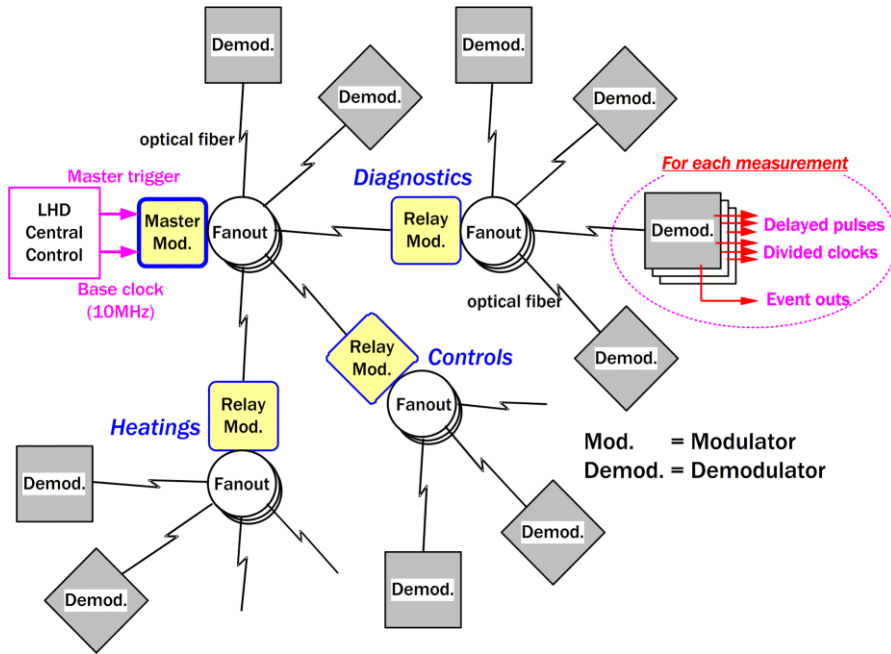 Demod.
Demod.
Demod.
Demod.
optical fiber
For each measurement
Master trigger
Diagnostics
LHD
Central
Control
Master
Mod.
Fanout
Relay
Mod.
Fanout
Demod.
Delayed pulses
Divided clocks
Event outs
Base clock
(10MHz)
optical fiber
Relay
Mod.
Controls
Demod.
Heatings
Relay
Mod.
Fanout
Mod. = Modulator
Demod. = Demodulator
Demod.
Fanout
Demod.
Demod.
Demod.